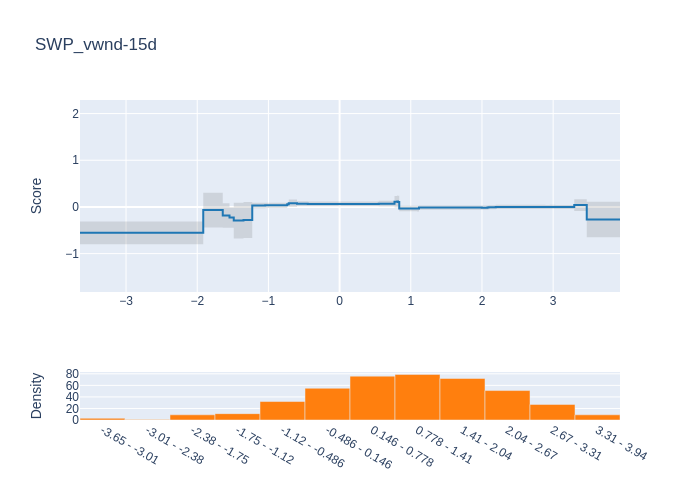 SWP_vwnd-15d
Score
2
1
0
−1
−3
−2
−1
0
1
2
3
Density
80
60
40
20
0
-3.65 - -3.01
-3.01 - -2.38
-2.38 - -1.75
-1.75 - -1.12
-1.12 - -0.486
-0.486 - 0.146
0.146 - 0.778
0.778 - 1.41
1.41 - 2.04
2.04 - 2.67
2.67 - 3.31
3.31 - 3.94